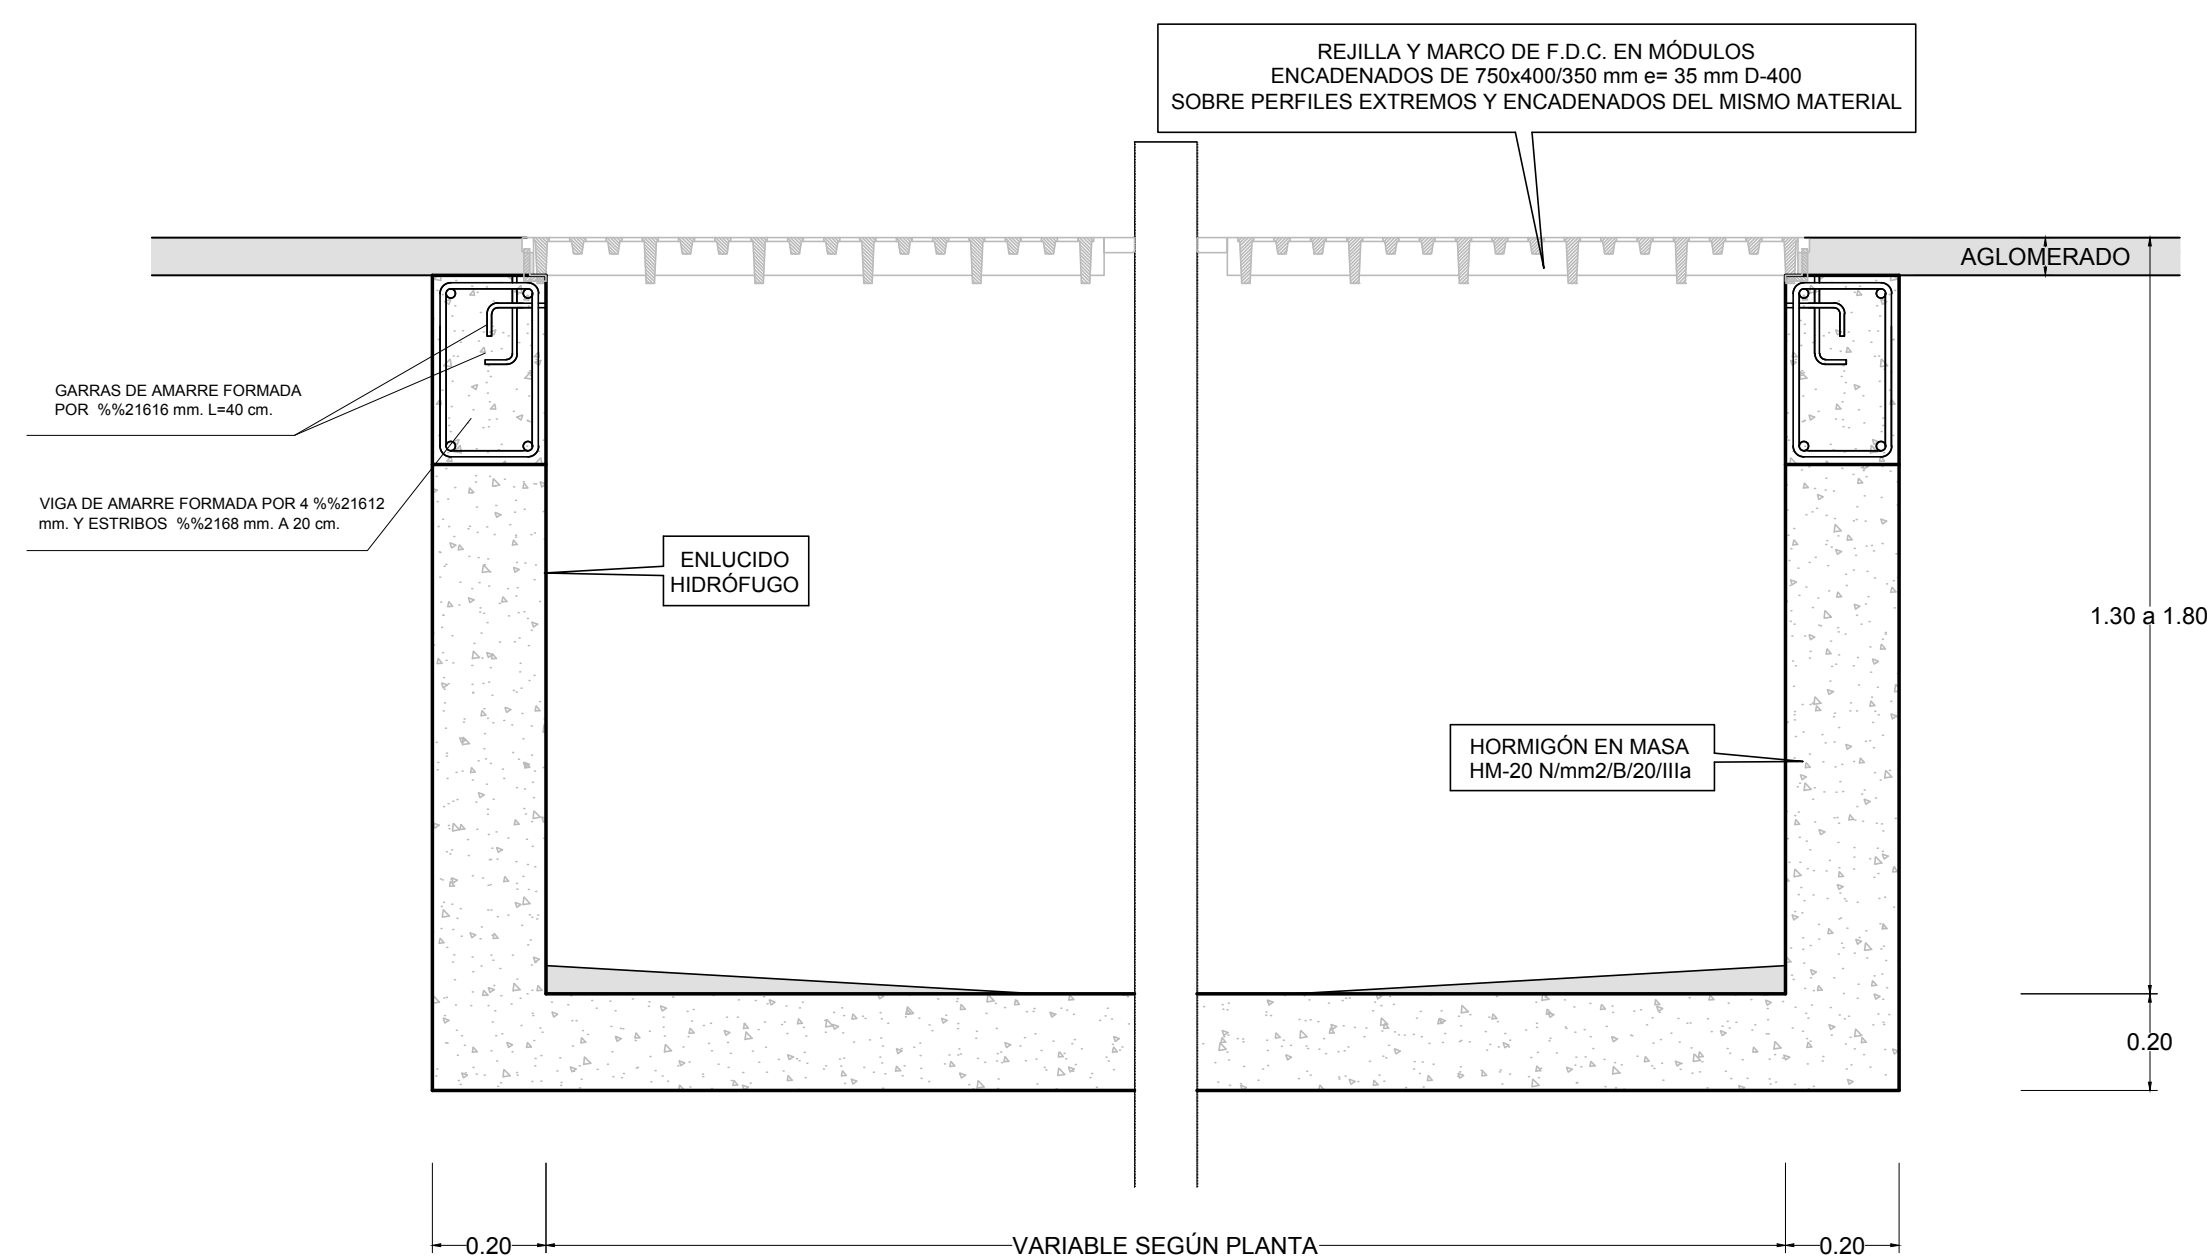 REJILLA Y MARCO DE F.D.C. EN MÓDULOS
ENCADENADOS DE 750x400/350 mm e= 35 mm D-400
SOBRE PERFILES EXTREMOS Y ENCADENADOS DEL MISMO MATERIAL
AGLOMERADO
GARRAS DE AMARRE FORMADA
POR %%21616 mm. L=40 cm.
VIGA DE AMARRE FORMADA POR 4 %%21612
mm. Y ESTRIBOS %%2168 mm. A 20 cm.
ENLUCIDO
HIDRÓFUGO
1.30 a 1.80
HORMIGÓN EN MASA
HM-20 N/mm2/B/20/IIIa
0.20
0.20
VARIABLE SEGÚN PLANTA
0.20